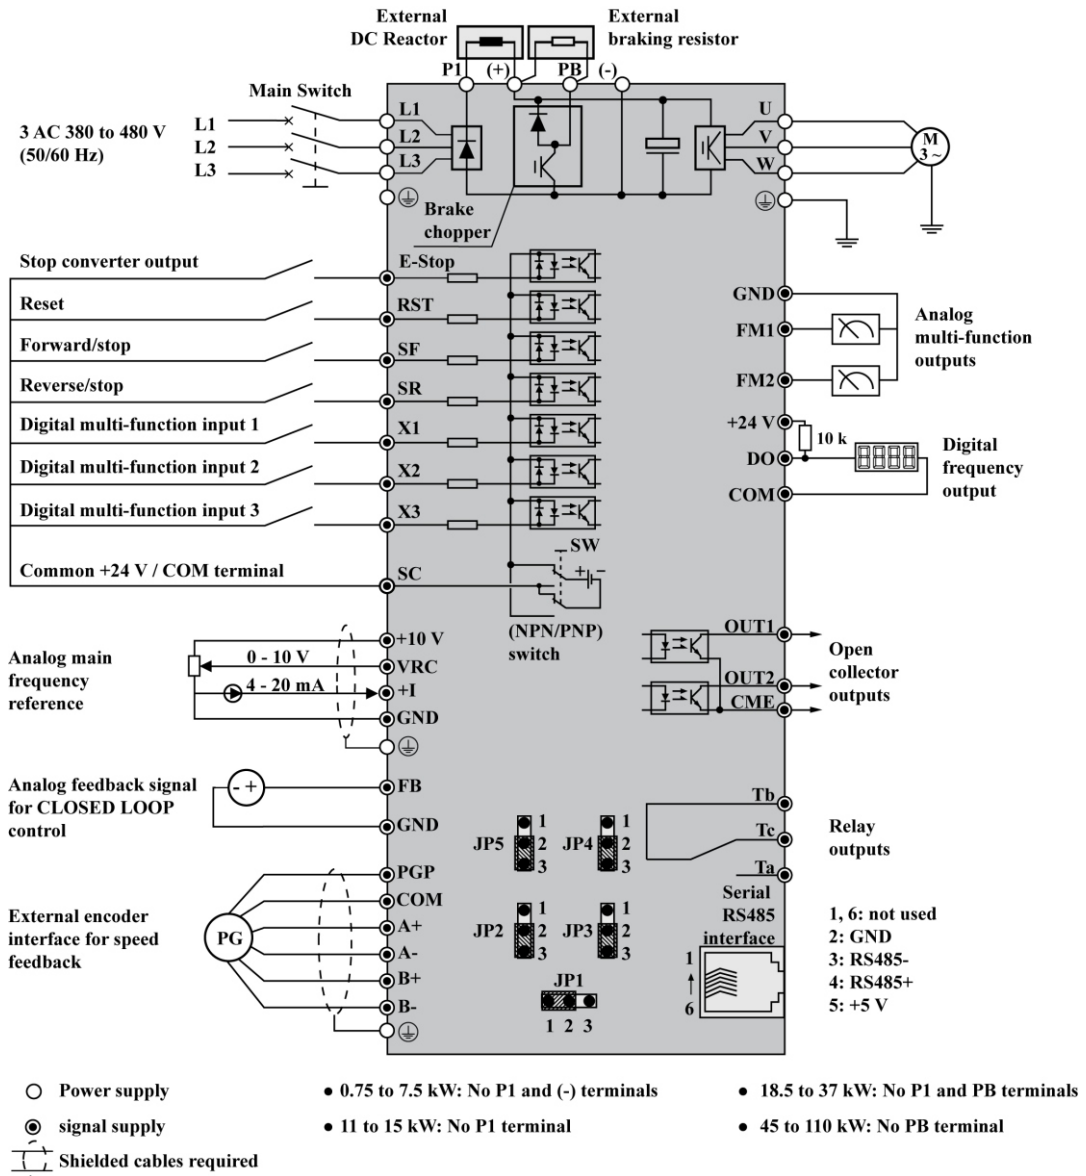 External
DC Reactor
External
braking resistor
P1
(+)
PB
(-)
Main Switch
3 AC 380 to 480 V
(50/60 Hz)
L1
L2
L3
L1
L2
L3
U
V
W
M
3 ~
Brake
chopper
Stop converter output
E-Stop
Reset
RST
Forward/stop
SF
Reverse/stop
SR
Digital multi-function input 1
X1
Digital multi-function input 2
X2
Digital multi-function input 3
X3
Common +24 V / COM terminal
SC
SW
+ −
(NPN/PNP)
switch
GND
FM1
FM2
Analog
multi-function
outputs
+24 V
10 k
DO
COM
Digital
frequency
output
Analog main
frequency
reference
0 - 10 V
4 - 20 mA
+10 V
VRC
+I
GND
OUT1
OUT2
CME
Open
collector
outputs
Analog feedback signal
for CLOSED LOOP
control
- +
FB
GND
Tb
Tc
Ta
Relay
outputs
JP5
1
2
3
JP4
1
2
3
External encoder
interface for speed
feedback
PG
PGP
COM
A+
A-
B+
B-
JP2
1
2
3
JP3
1
2
3
JP1
1 2 3
Serial
RS485
interface
1
6
1, 6: not used
2: GND
3: RS485-
4: RS485+
5: +5 V
Power supply
signal supply
Shielded cables required
• 0.75 to 7.5 kW: No P1 and (-) terminals
• 11 to 15 kW: No P1 terminal
• 18.5 to 37 kW: No P1 and PB terminals
• 45 to 110 kW: No PB terminal